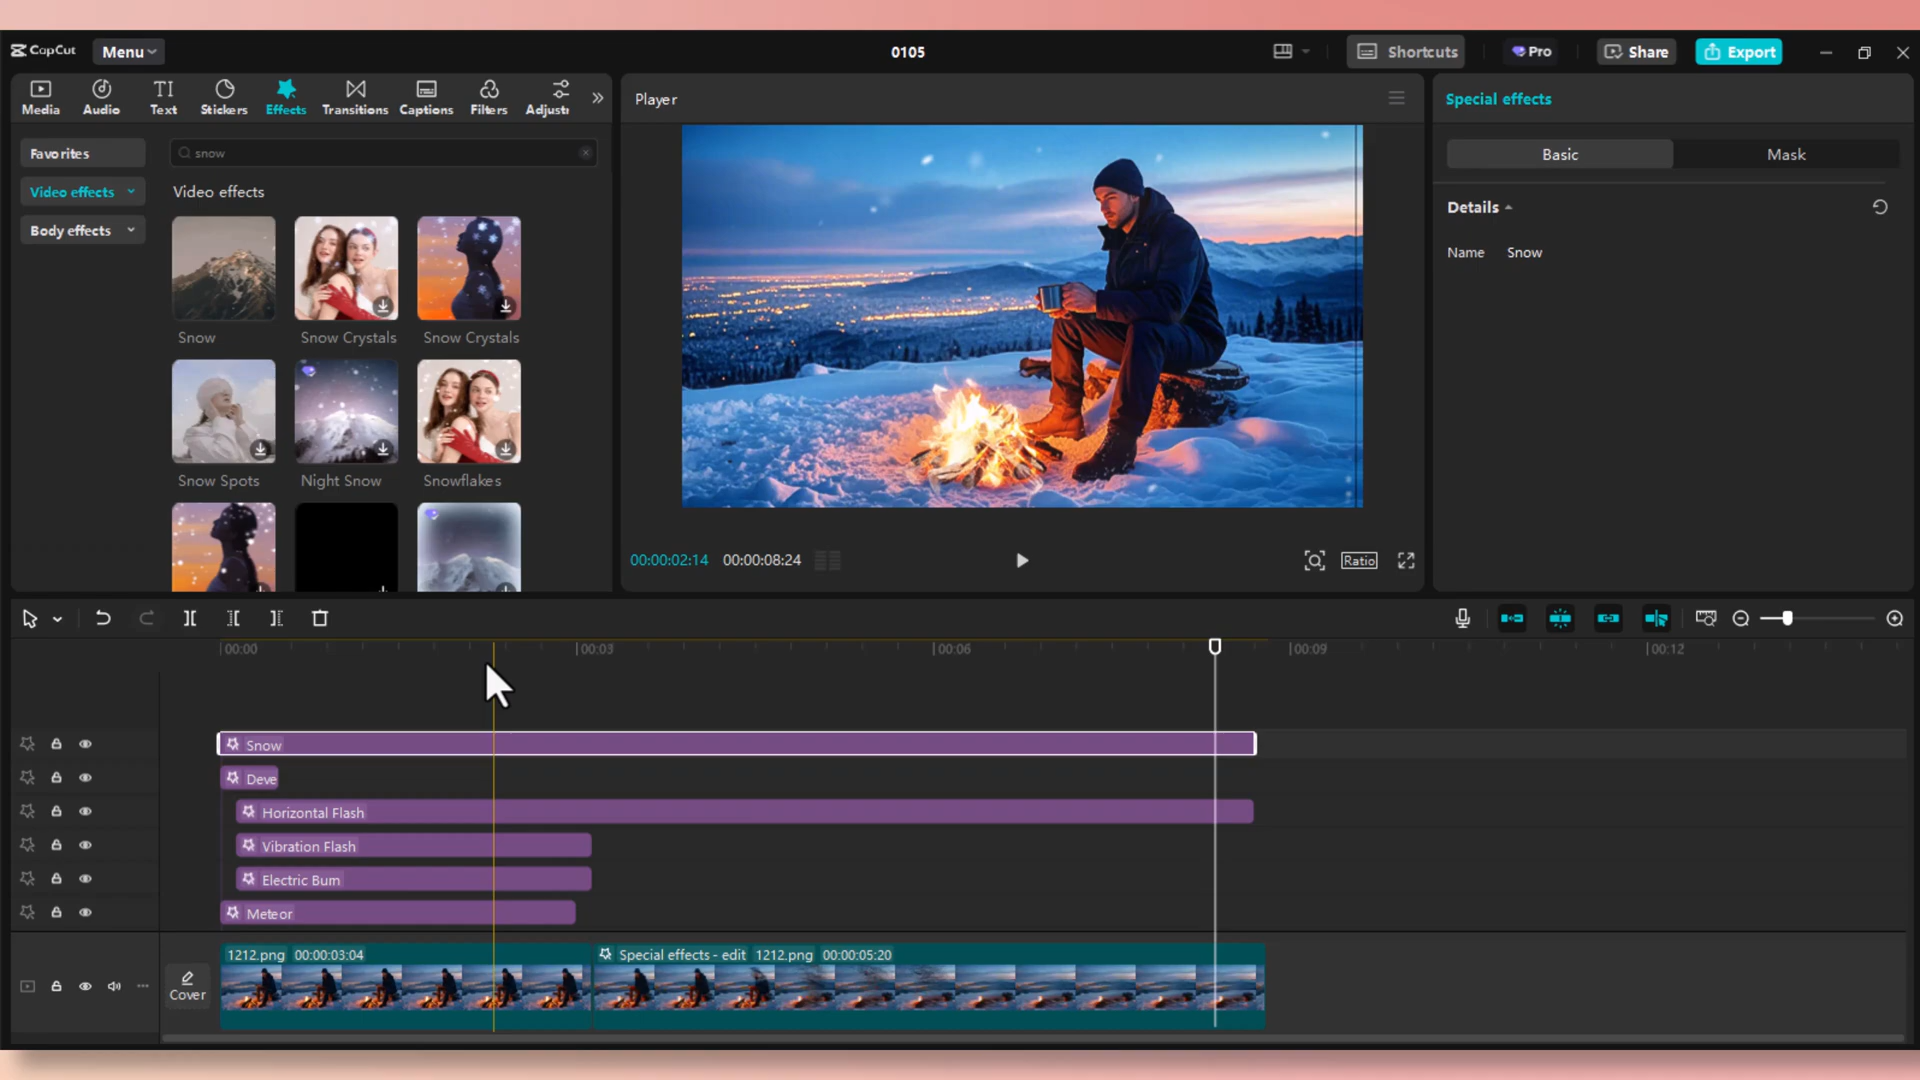 CapCut
Menu
0105
Shortcuts
Pro
Share
Export
Media
Audio
TI
Text
Stickers
Effects
Transitions
Captions
Filters
Adjustr
Favorites
Video effects
Body effects
snow
Video effects
Snow
Snow Crystals
Snow Crystals
Snow Spots
Night Snow
Snowflakes
Player
00:00:02:14
00:00:08:24
Ratio
Special effects
Basic
Mask
Details
Name
Snow
00:00
00:03
00:06
00:09
00:12
Snow
Deve
Horizontal Flash
Vibration Flash
Electric Burn
Meteor
Cover
1212.png 00:00:03:04
Special effects - edit 1212.png 00:00:05:20